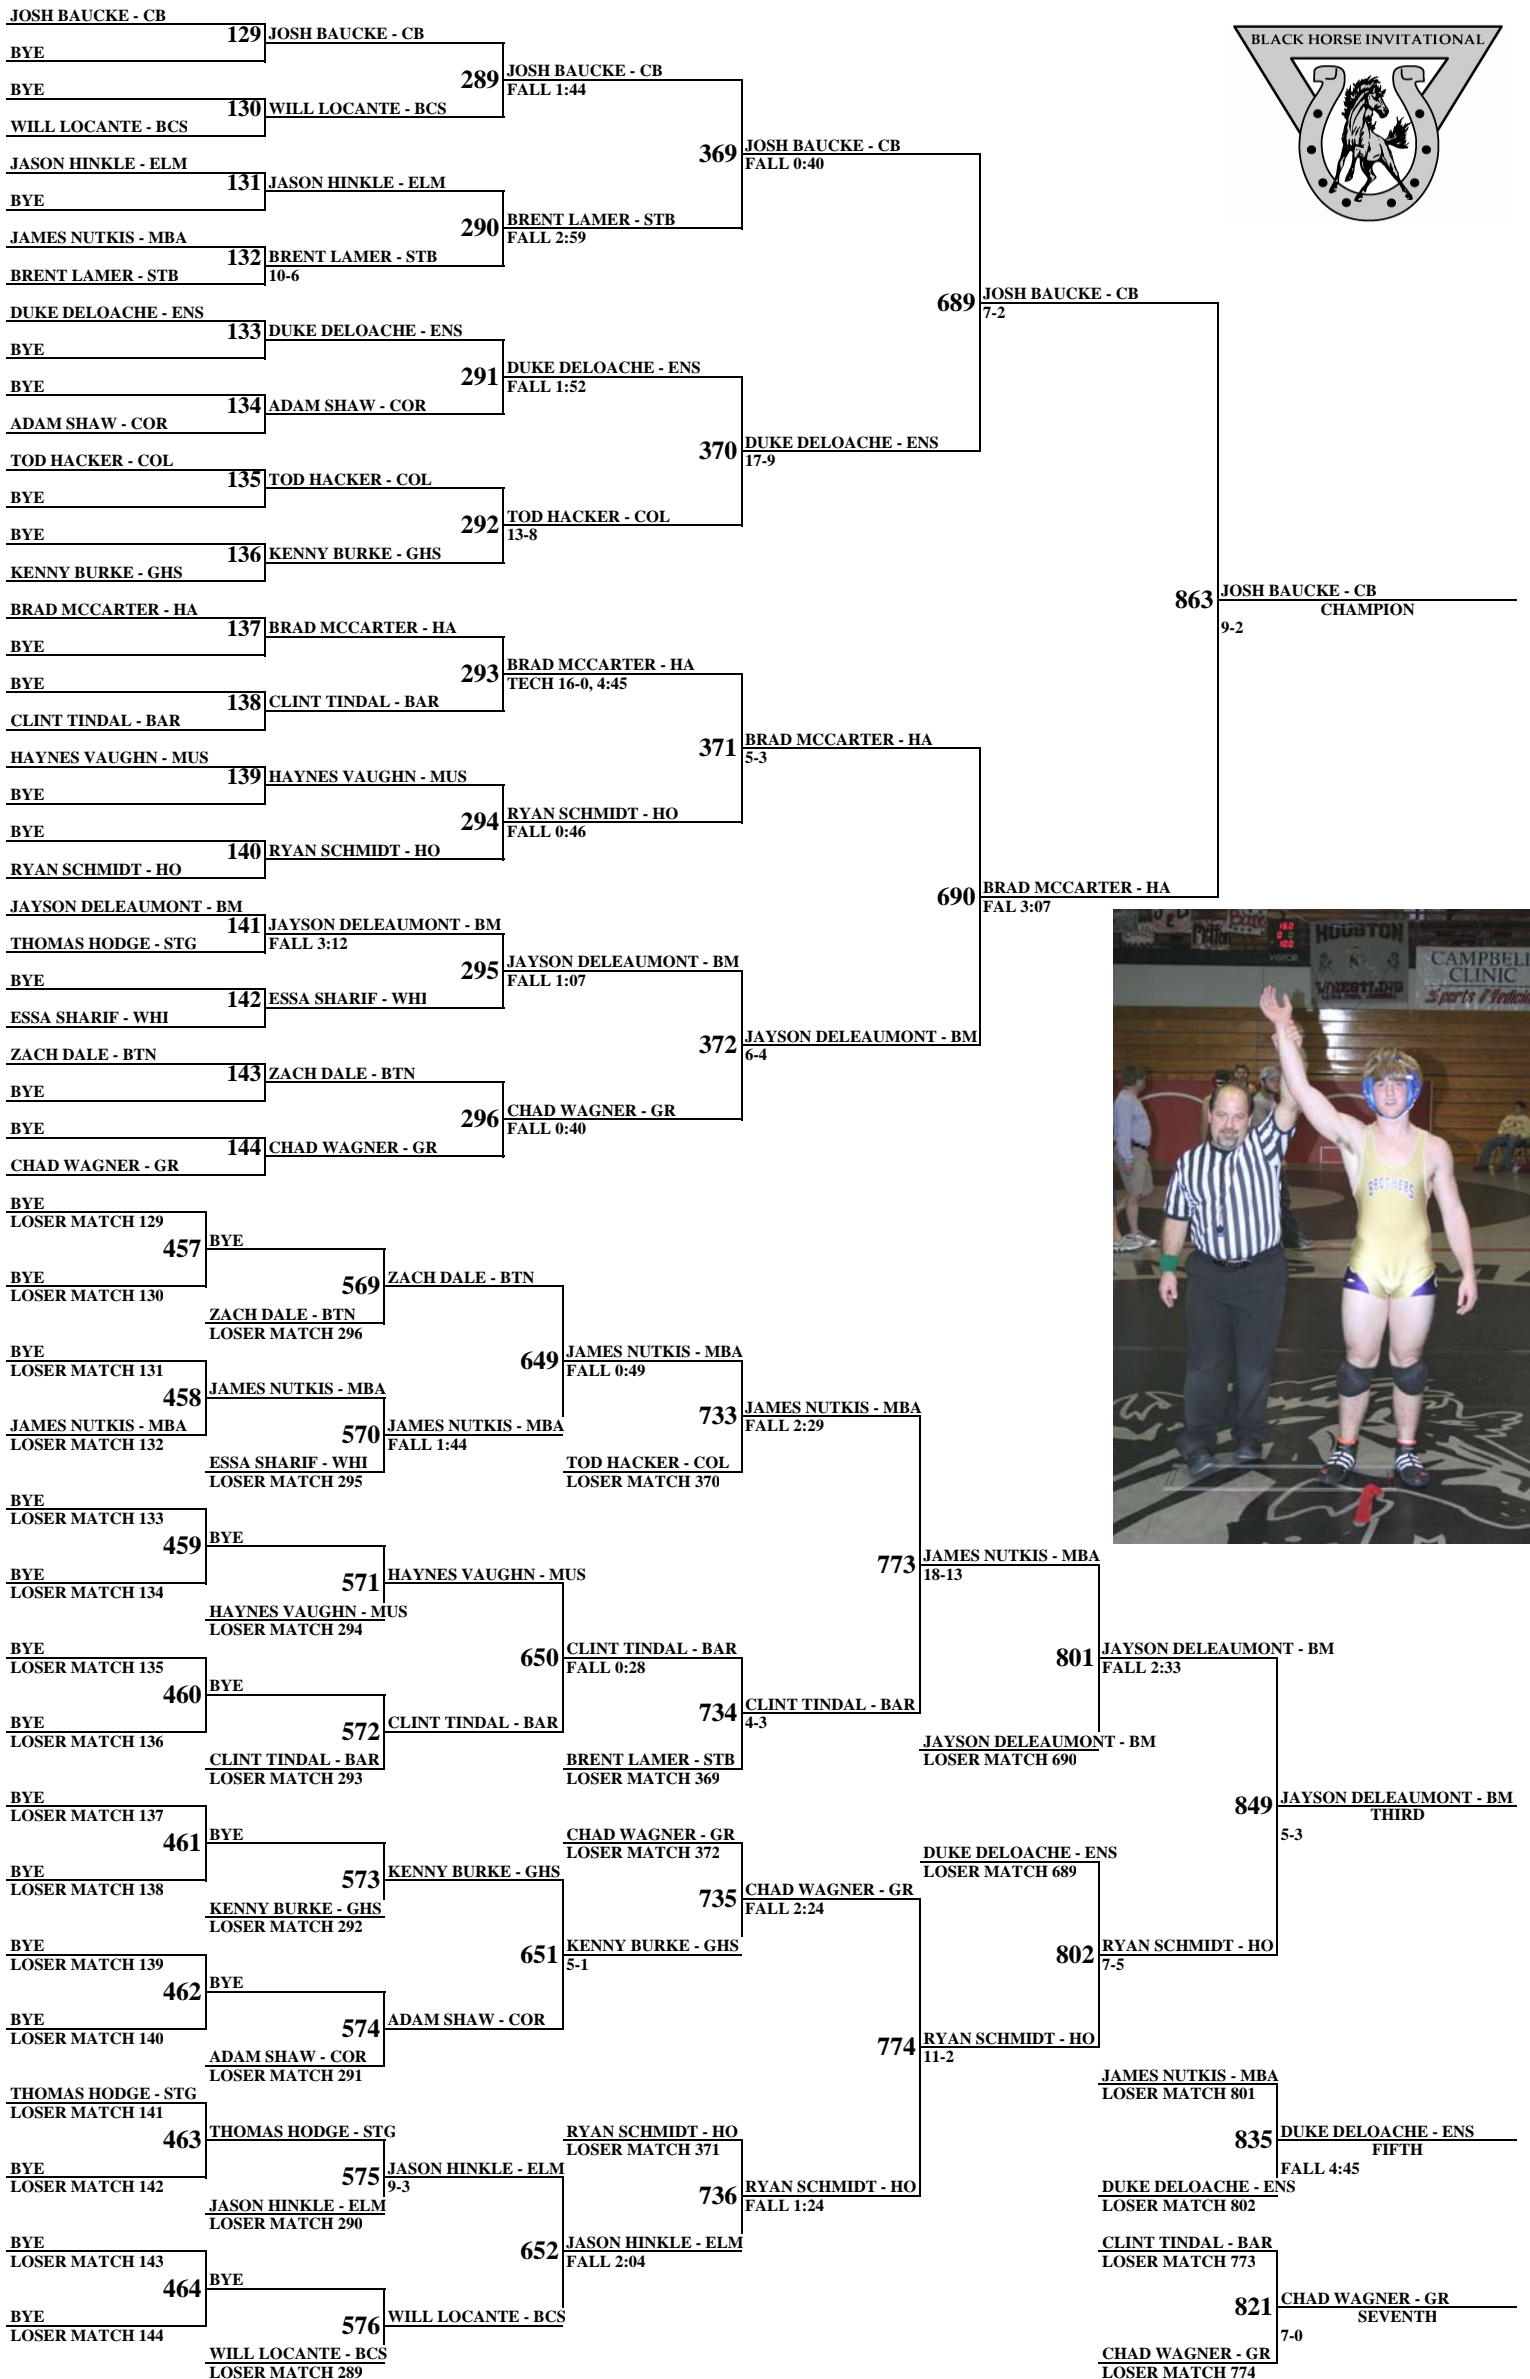 BLACK HORSE INVITATIONAL
JOSH BAUCKE - CB
129
JOSH BAUCKE - CB
BYE
289
JOSH BAUCKE - CB
FALL 1:44
BYE
130
WILL LOCANTE - BCS
WILL LOCANTE - BCS
369
JOSH BAUCKE - CB
FALL 0:40
JASON HINKLE - ELM
131
JASON HINKLE - ELM
BYE
290
BRENT LAMER - STB
FALL 2:59
JAMES NUTKIS - MBA
132
BRENT LAMER - STB
10-6
BRENT LAMER - STB
689
JOSH BAUCKE - CB
7-2
DUKE DELOACHE - ENS
133
DUKE DELOACHE - ENS
BYE
291
DUKE DELOACHE - ENS
FALL 1:52
BYE
134
ADAM SHAW - COR
ADAM SHAW - COR
370
DUKE DELOACHE - ENS
17-9
TOD HACKER - COL
135
TOD HACKER - COL
BYE
292
TOD HACKER - COL
13-8
BYE
136
KENNY BURKE - GHS
KENNY BURKE - GHS
863
JOSH BAUCKE - CB
CHAMPION
9-2
BRAD MCCARTER - HA
137
BRAD MCCARTER - HA
BYE
293
BRAD MCCARTER - HA
TECH 16-0, 4:45
BYE
138
CLINT TINDAL - BAR
CLINT TINDAL - BAR
371
BRAD MCCARTER - HA
5-3
HAYNES VAUGHN - MUS
139
HAYNES VAUGHN - MUS
BYE
294
RYAN SCHMIDT - HO
FALL 0:46
BYE
140
RYAN SCHMIDT - HO
RYAN SCHMIDT - HO
690
BRAD MCCARTER - HA
FAL 3:07
JAYSON DELEAUMONT - BM
141
JAYSON DELEAUMONT - BM
FALL 3:12
THOMAS HODGE - STG
295
JAYSON DELEAUMONT - BM
FALL 1:07
BYE
142
ESSA SHARIF - WHI
ESSA SHARIF - WHI
372
JAYSON DELEAUMONT - BM
6-4
ZACH DALE - BTN
143
ZACH DALE - BTN
BYE
296
CHAD WAGNER - GR
FALL 0:40
BYE
144
CHAD WAGNER - GR
CHAD WAGNER - GR
VISITOR
HOUSTON
WRESTLING
CAMPBELL
CLINIC
Sports Medicine
BROTHERS
BYE
LOSER MATCH 129
457
BYE
BYE
LOSER MATCH 130
569
ZACH DALE - BTN
ZACH DALE - BTN
LOSER MATCH 296
BYE
LOSER MATCH 131
649
JAMES NUTKIS - MBA
FALL 0:49
458
JAMES NUTKIS - MBA
JAMES NUTKIS - MBA
LOSER MATCH 132
570
JAMES NUTKIS - MBA
FALL 1:44
733
JAMES NUTKIS - MBA
FALL 2:29
ESSA SHARIF - WHI
LOSER MATCH 295
TOD HACKER - COL
LOSER MATCH 370
BYE
LOSER MATCH 133
459
BYE
BYE
LOSER MATCH 134
571
HAYNES VAUGHN - MUS
773
JAMES NUTKIS - MBA
18-13
HAYNES VAUGHN - MUS
LOSER MATCH 294
BYE
LOSER MATCH 135
650
CLINT TINDAL - BAR
FALL 0:28
801
JAYSON DELEAUMONT - BM
FALL 2:33
460
BYE
BYE
LOSER MATCH 136
572
CLINT TINDAL - BAR
734
CLINT TINDAL - BAR
4-3
CLINT TINDAL - BAR
LOSER MATCH 293
BRENT LAMER - STB
LOSER MATCH 369
JAYSON DELEAUMONT - BM
LOSER MATCH 690
BYE
LOSER MATCH 137
849
JAYSON DELEAUMONT - BM
THIRD
5-3
461
BYE
CHAD WAGNER - GR
LOSER MATCH 372
BYE
LOSER MATCH 138
573
KENNY BURKE - GHS
DUKE DELOACHE - ENS
LOSER MATCH 689
KENNY BURKE - GHS
LOSER MATCH 292
735
CHAD WAGNER - GR
FALL 2:24
BYE
LOSER MATCH 139
651
KENNY BURKE - GHS
5-1
802
RYAN SCHMIDT - HO
7-5
462
BYE
BYE
LOSER MATCH 140
574
ADAM SHAW - COR
774
RYAN SCHMIDT - HO
11-2
ADAM SHAW - COR
LOSER MATCH 291
JAMES NUTKIS - MBA
LOSER MATCH 801
THOMAS HODGE - STG
LOSER MATCH 141
463
THOMAS HODGE - STG
RYAN SCHMIDT - HO
LOSER MATCH 371
835
DUKE DELOACHE - ENS
FIFTH
FALL 4:45
BYE
LOSER MATCH 142
575
JASON HINKLE - ELM
9-3
736
RYAN SCHMIDT - HO
FALL 1:24
DUKE DELOACHE - ENS
LOSER MATCH 802
JASON HINKLE - ELM
LOSER MATCH 290
BYE
LOSER MATCH 143
652
JASON HINKLE - ELM
FALL 2:04
CLINT TINDAL - BAR
LOSER MATCH 773
464
BYE
821
CHAD WAGNER - GR
SEVENTH
7-0
BYE
LOSER MATCH 144
576
WILL LOCANTE - BCS
WILL LOCANTE - BCS
LOSER MATCH 289
CHAD WAGNER - GR
LOSER MATCH 774